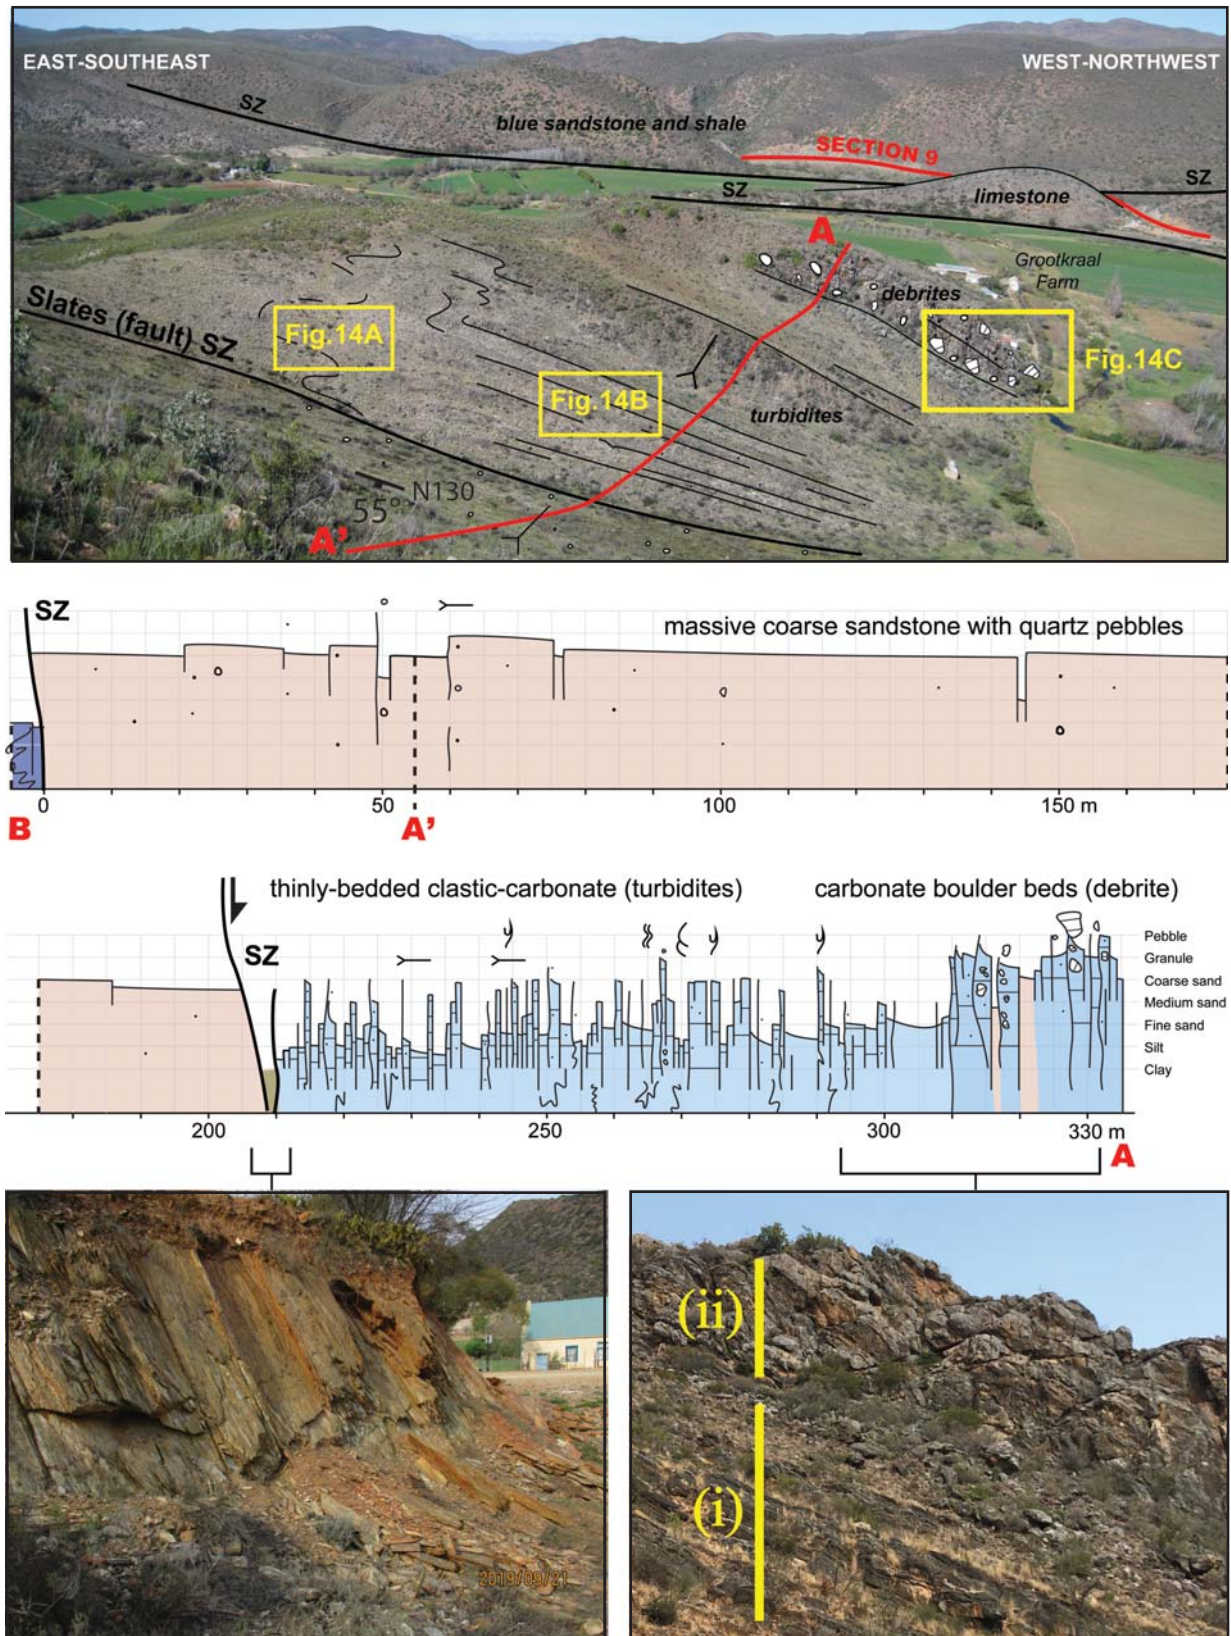 EAST-SOUTHEAST
WEST-NORTHWEST
SZ
blue sandstone and shale
SECTION 9
SZ
SZ
limestone
A
Grootkraal
Farm
debrites
Slates (fault) SZ
Fig.14A
Fig.14B
Fig.14C
turbidites
N130
55°
A'
SZ
massive coarse sandstone with quartz pebbles
0
50
100
150 m
B
A'
thinly-bedded clastic-carbonate (turbidites)
carbonate boulder beds (debrite)
SZ
Pebble
Granule
Coarse sand
Medium sand
Fine sand
Silt
Clay
200
250
300
330 m
A
(ii)
(i)
2019/09/21